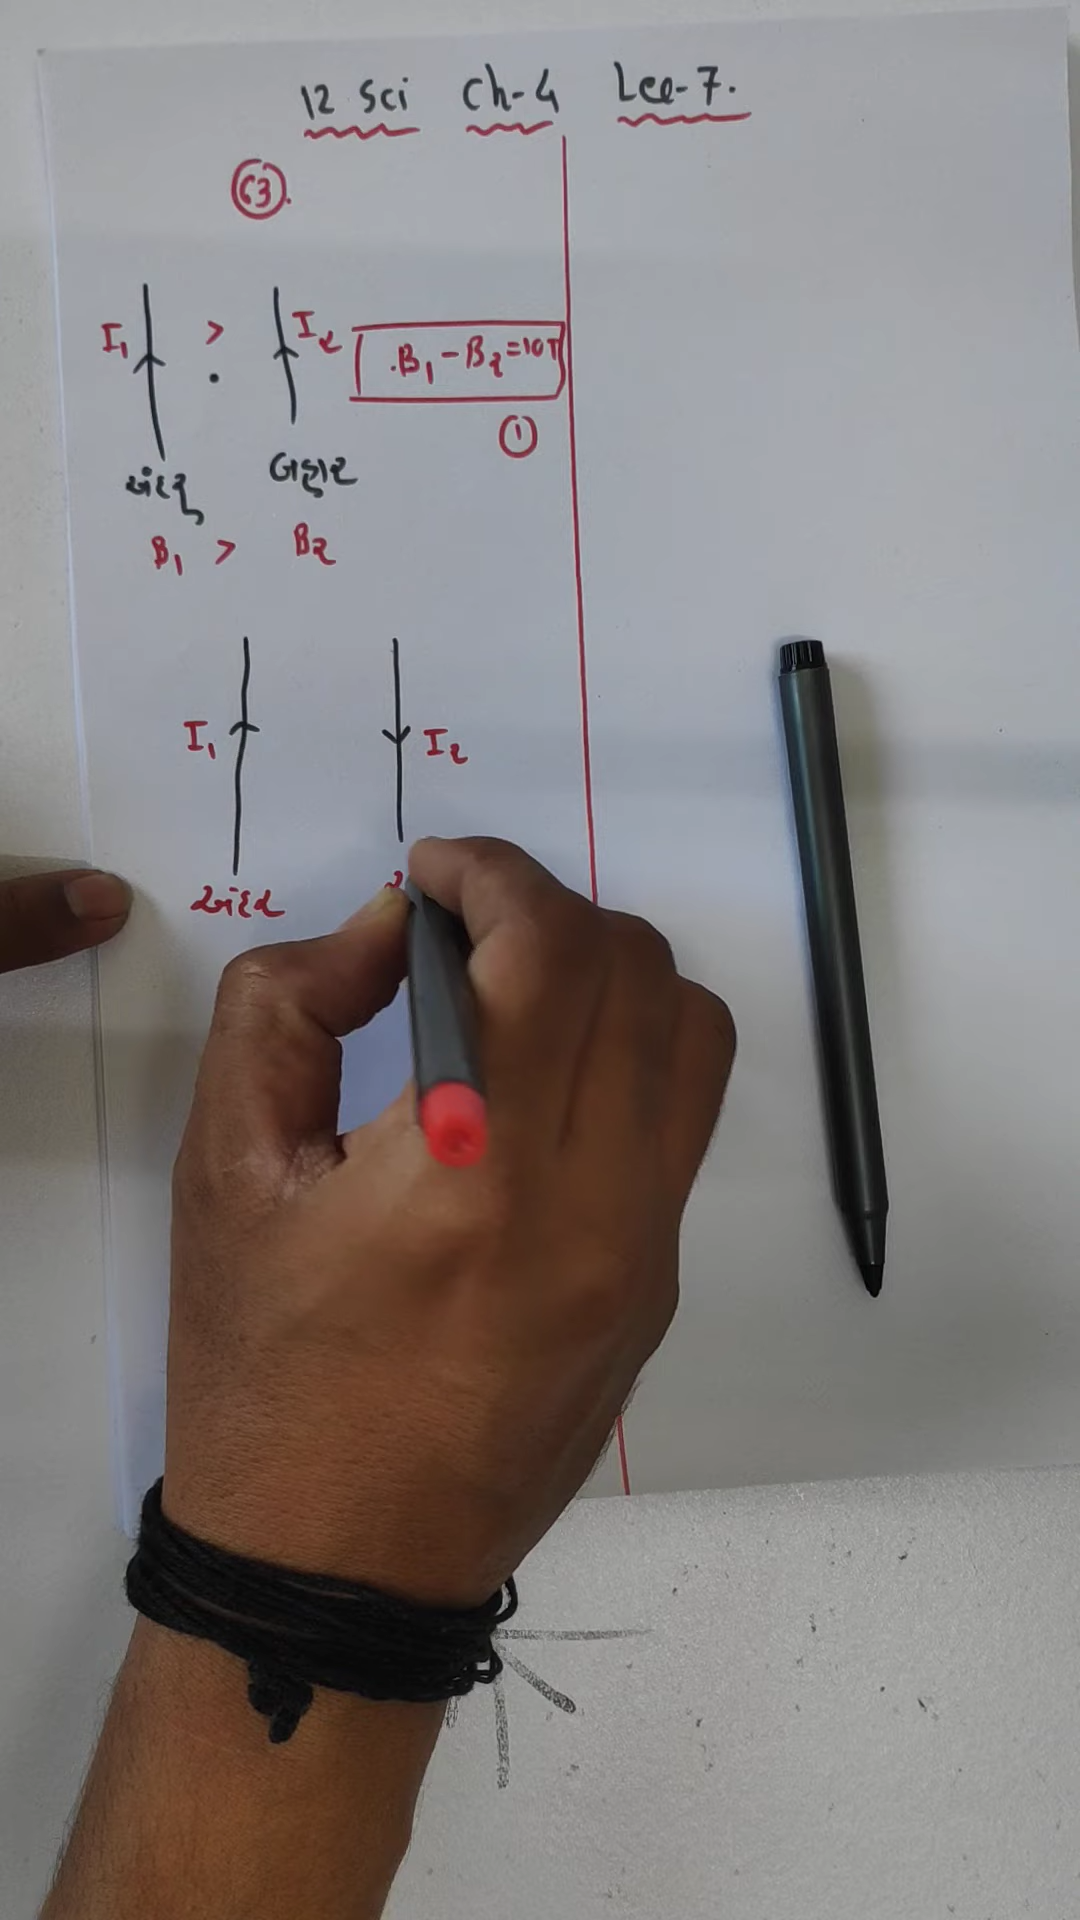 12 Sci Ch-4 Lec-7.
63.
I₁ > I₂ B₁ - B₂ = 10T
1
અંદર બહાર
B₁ > B₂
I₁ I₂
અંદર